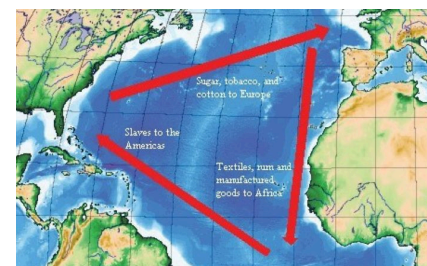 Sugar, tobacco, and
cotton to Europe
Slaves to the
Americas
Textiles, rum and
manufactured
goods to Africa